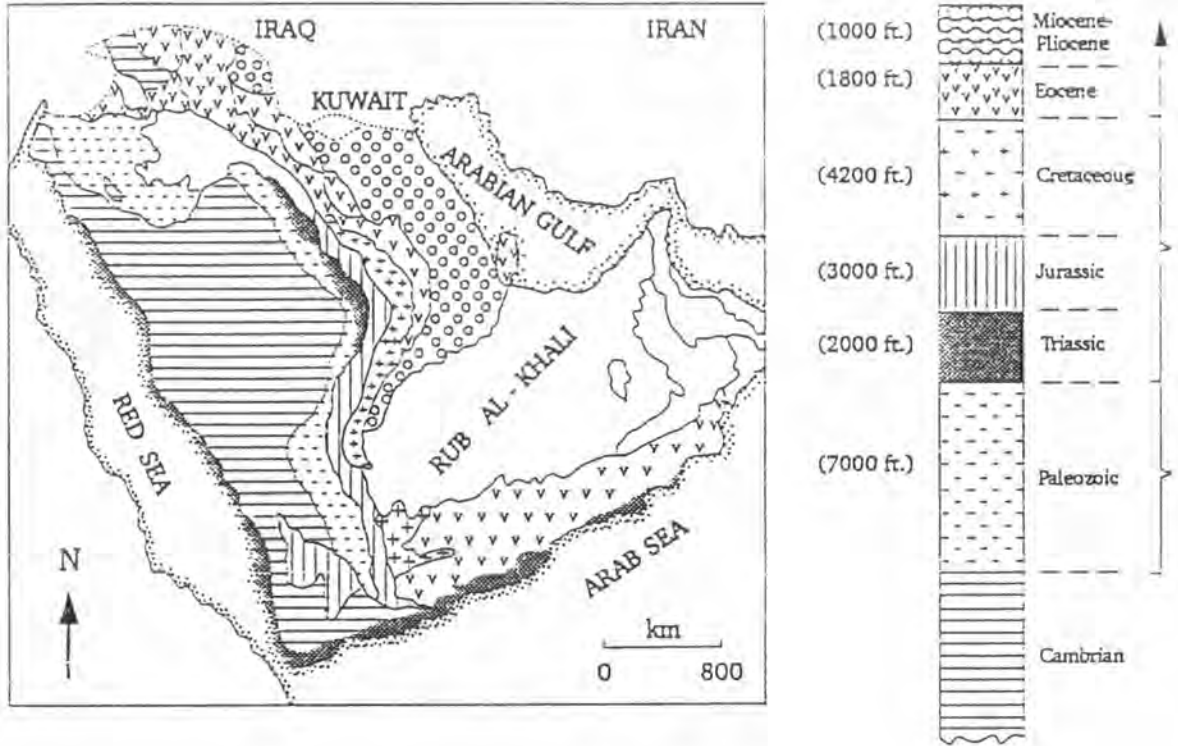 IRAQ
IRAN
KUWAIT
ARABIAN GULF
RUB AL - KHALI
RED SEA
ARAB SEA
N
km
0 800
(1000 ft.) Miocene-
Pliocene
(1800 ft.) Eocene
(4200 ft.) Cretaceous
(3000 ft.) Jurassic
(2000 ft.) Triassic
(7000 ft.) Paleozoic
Cambrian